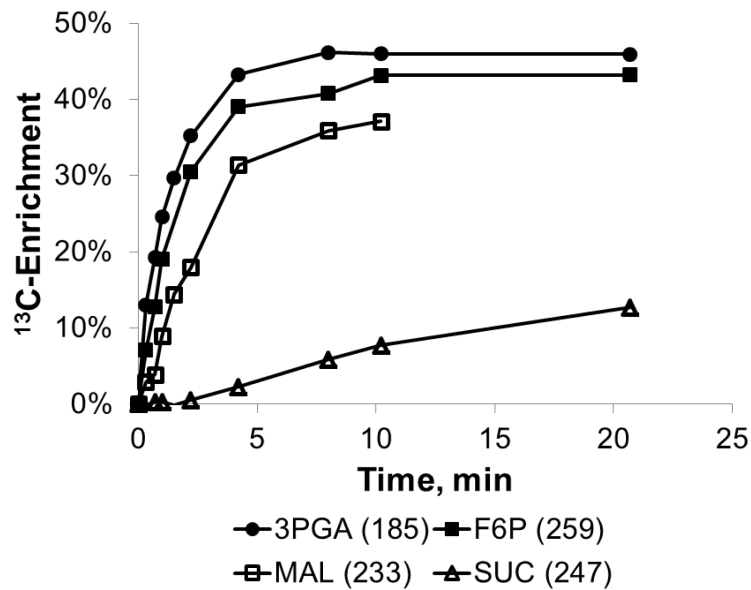 50%
40%
30%
20%
10%
0%
¹³C-Enrichment
0 5 10 15 20 25
Time, min
3PGA (185) F6P (259)
MAL (233) SUC (247)